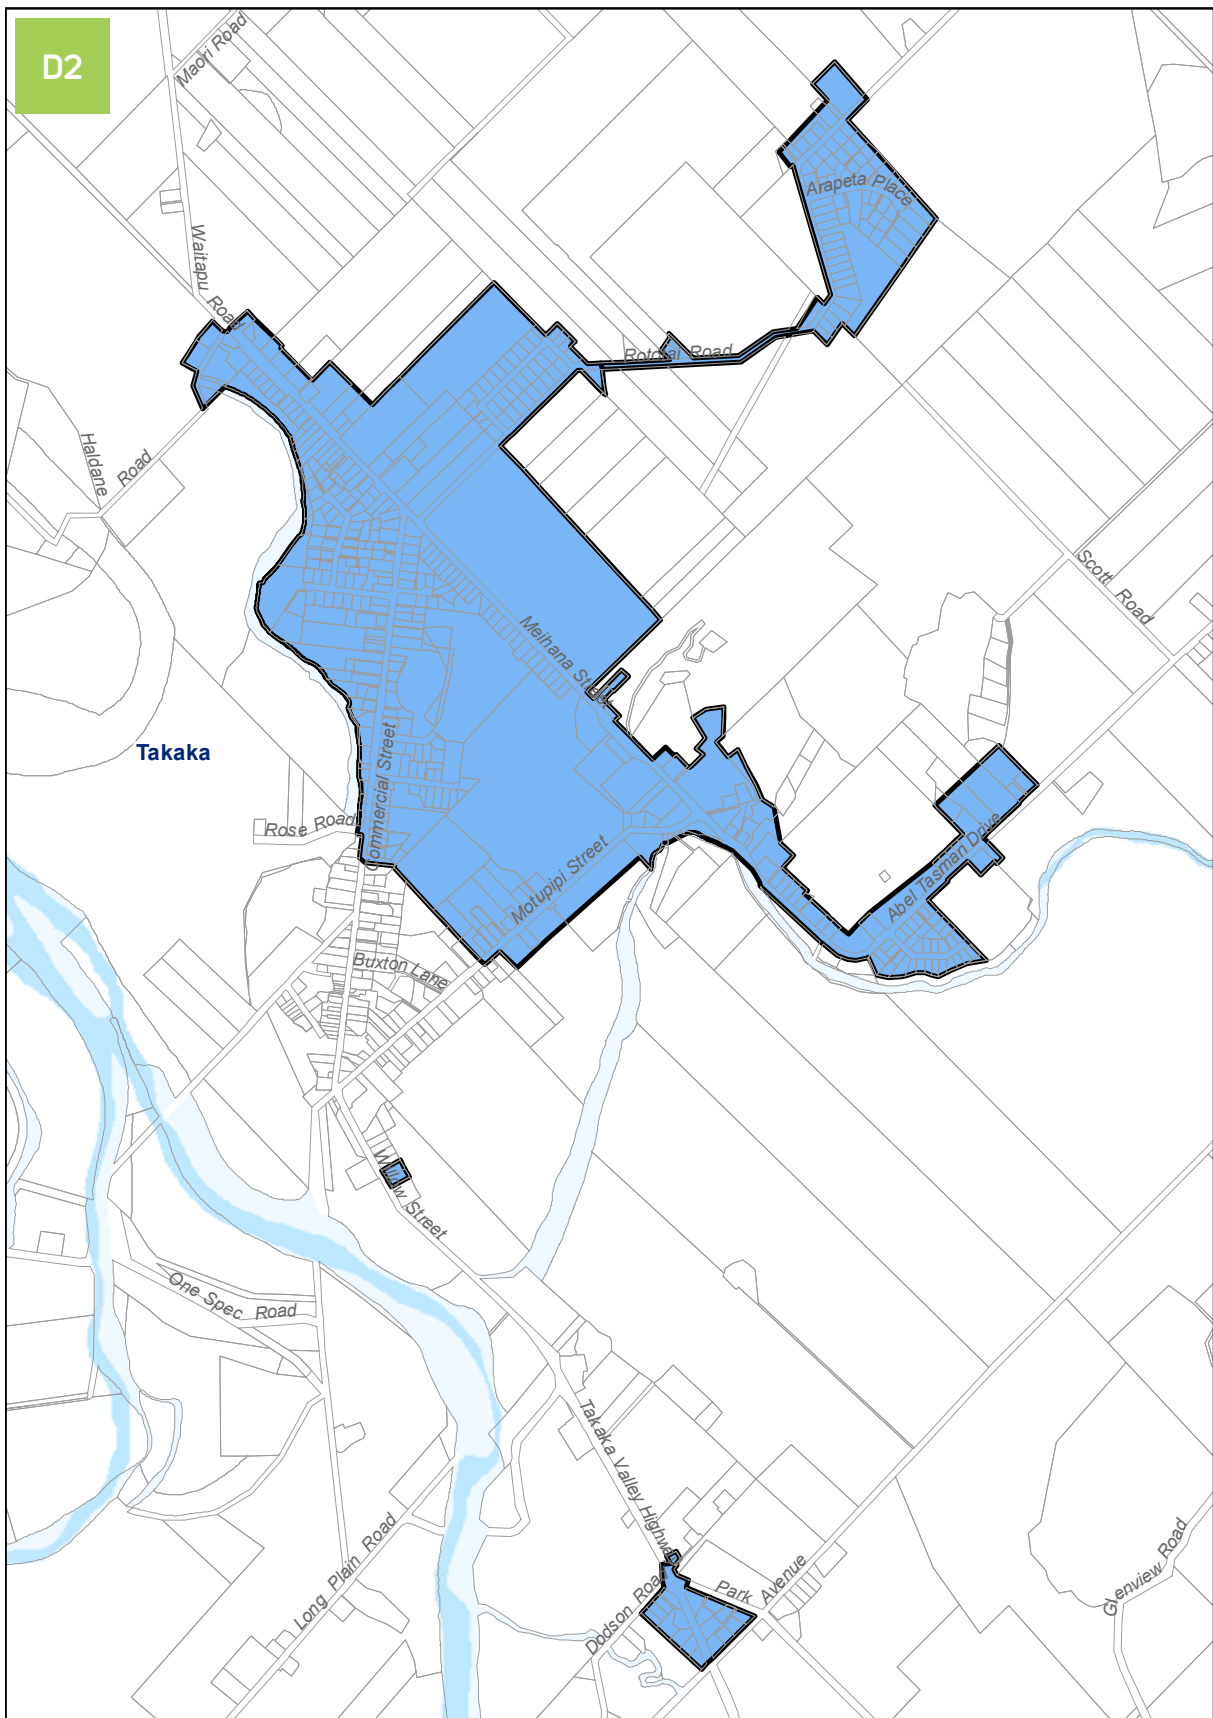 D2
Maori Road
Arapeta Place
Waitapu Road
Rototai Road
Haldane Road
Scott Road
Meihana Street
Takaka
Commercial Street
Rose Road
Motupipi Street
Abel Tasman Drive
Buxton Lane
Willow Street
One Spec Road
Takaka Valley Highway
Long Plain Road
Dodson Road
Park Avenue
Glenview Road